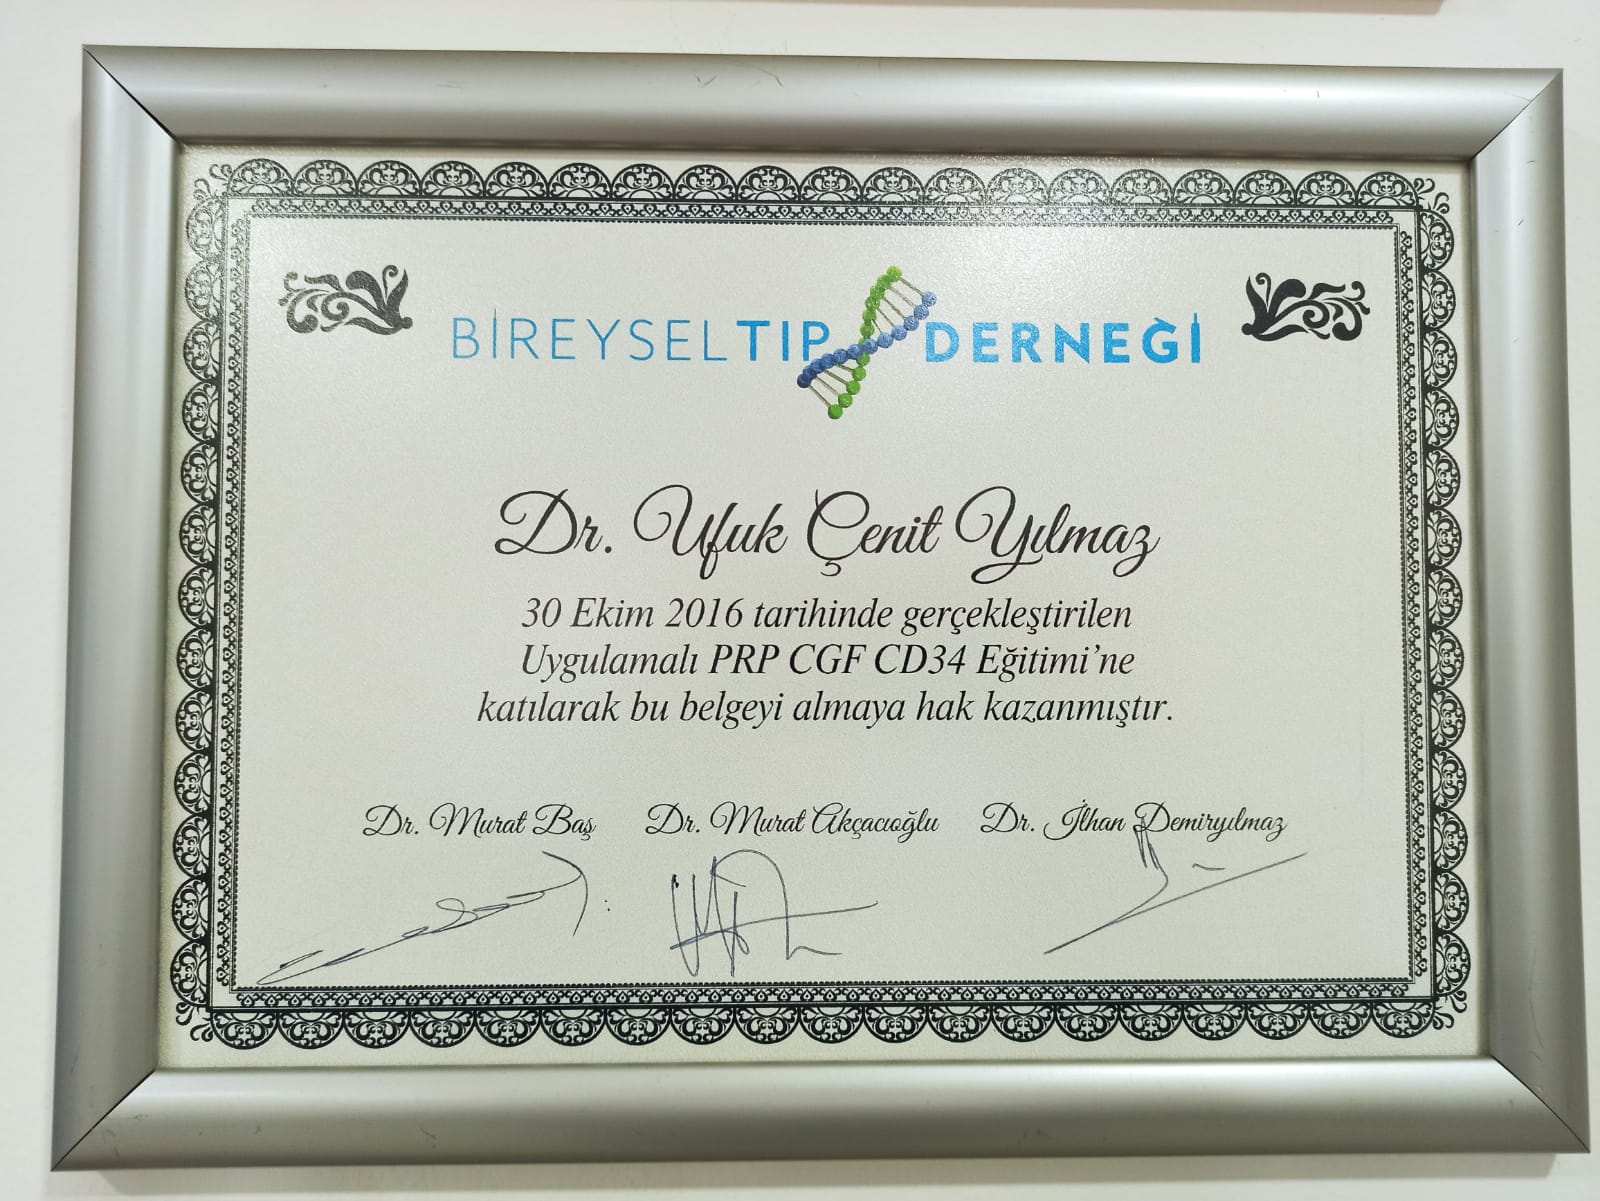 BİREYSELTIP DERNEĞİ
Dr. Ufuk Çenit Yılmaz
30 Ekim 2016 tarihinde gerçekleştirilen
Uygulamalı PRP CGF CD34 Eğitimi'ne
katılarak bu belgeyi almaya hak kazanmıştır.
Dr. Murat Baş Dr. Murat Akçacıoğlu Dr. İlhan Demiryılmaz